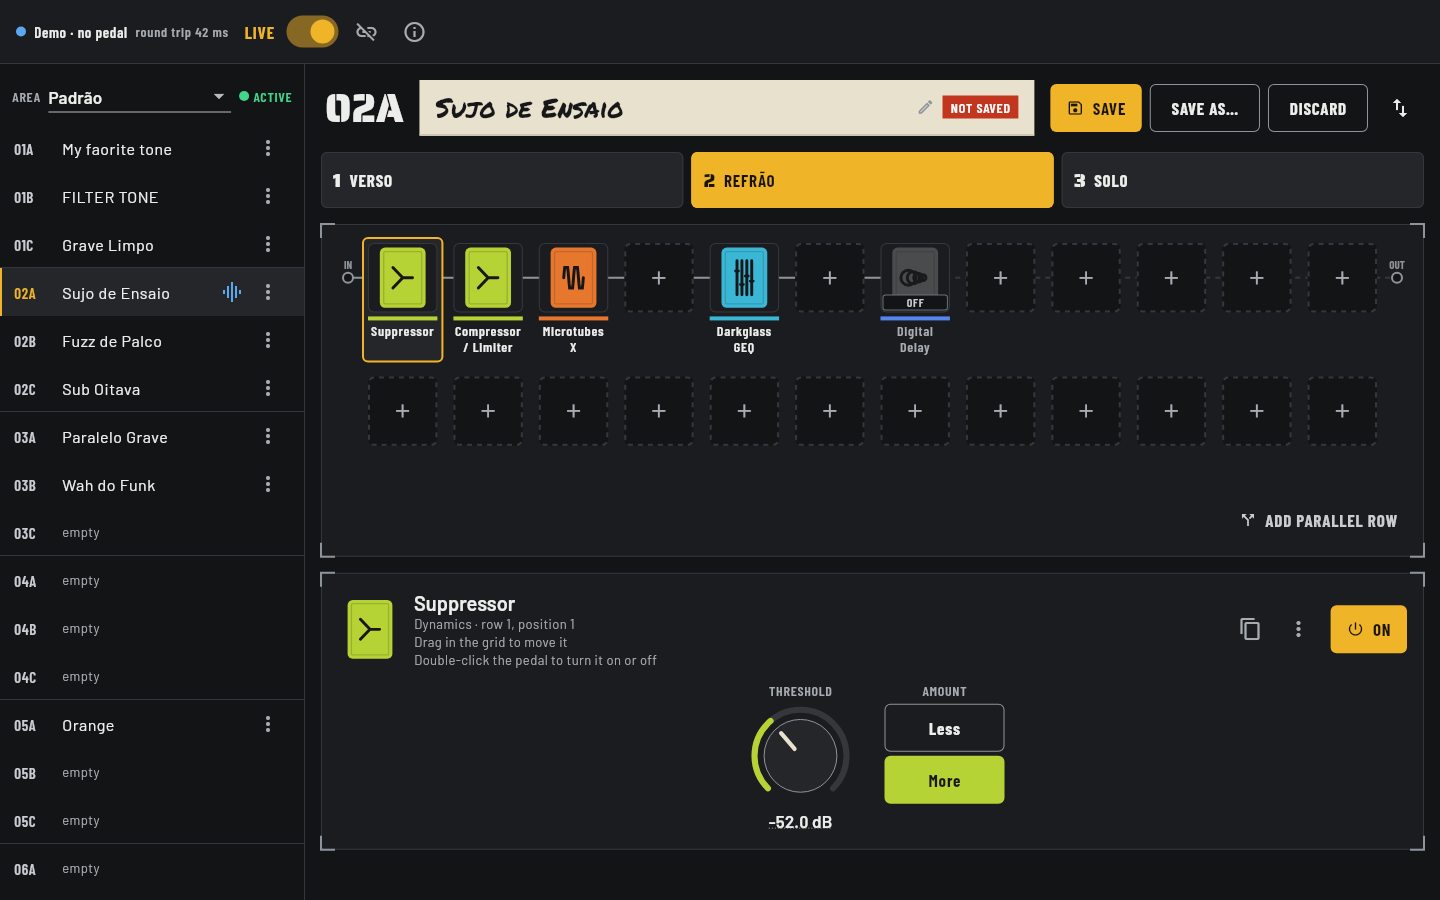 Demo · no pedal round trip 42 ms LIVE
AREA Padrão ACTIVE
01A My faorite tone
01B FILTER TONE
01C Grave Limpo
02A Sujo de Ensaio
02B Fuzz de Palco
02C Sub Oitava
03A Paralelo Grave
03B Wah do Funk
03C empty
04A empty
04B empty
04C empty
05A Orange
05B empty
05C empty
06A empty
02A Sujo de Ensaio NOT SAVED SAVE SAVE AS... DISCARD
1 VERSO 2 REFRÃO 3 SOLO
IN OUT
OFF
Suppressor Compressor Microtubes Darkglass Digital
/ Limiter X GEQ Delay
ADD PARALLEL ROW
Suppressor
Dynamics · row 1, position 1
Drag in the grid to move it
Double-click the pedal to turn it on or off
ON
THRESHOLD AMOUNT
Less
More
-52.0 dB